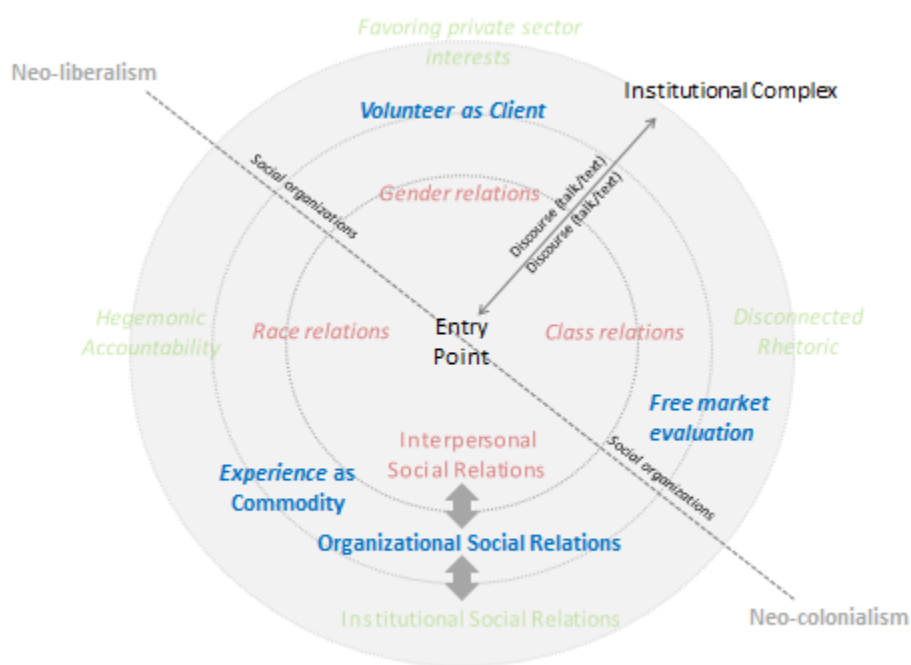 Favoring private sector
interests
Neo-liberalism
Institutional Complex
Volunteer as Client
Social organizations
Gender relations
Discourse (talk/text)
Discourse (talk/text)
Hegemonic
Accountability
Race relations
Entry
Point
Class relations
Disconnected
Rhetoric
Free market
evaluation
Interpersonal
Social Relations
Experience as
Commodity
Social organizations
Organizational Social Relations
Institutional Social Relations
Neo-colonialism